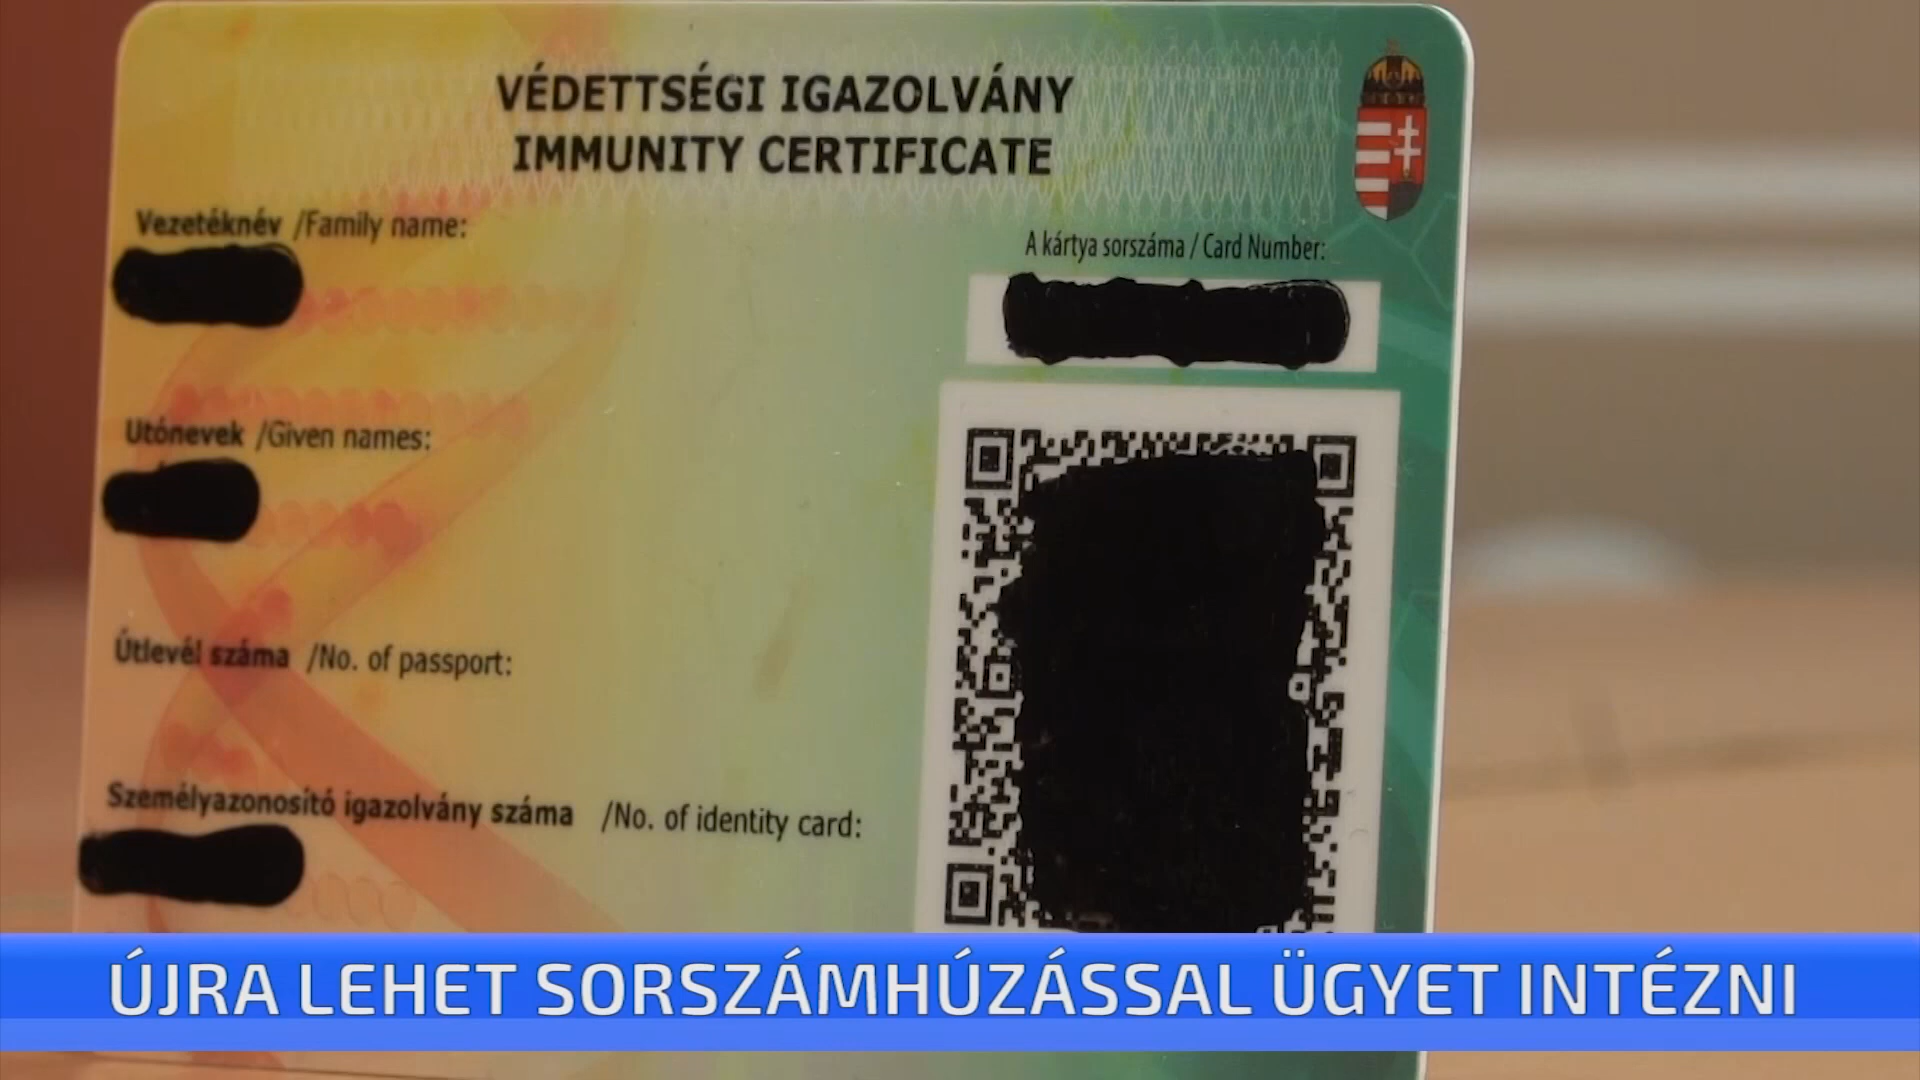 VÉDETTSÉGI IGAZOLVÁNY
IMMUNITY CERTIFICATE
Vezetéknév /Family name:
A kártya sorszáma / Card Number:
Utónevek /Given names:
Útlevél száma /No. of passport:
Személyazonosító igazolvány száma /No. of identity card:
ÚJRA LEHET SORSZÁMHÚZÁSSAL ÜGYET INTÉZNI